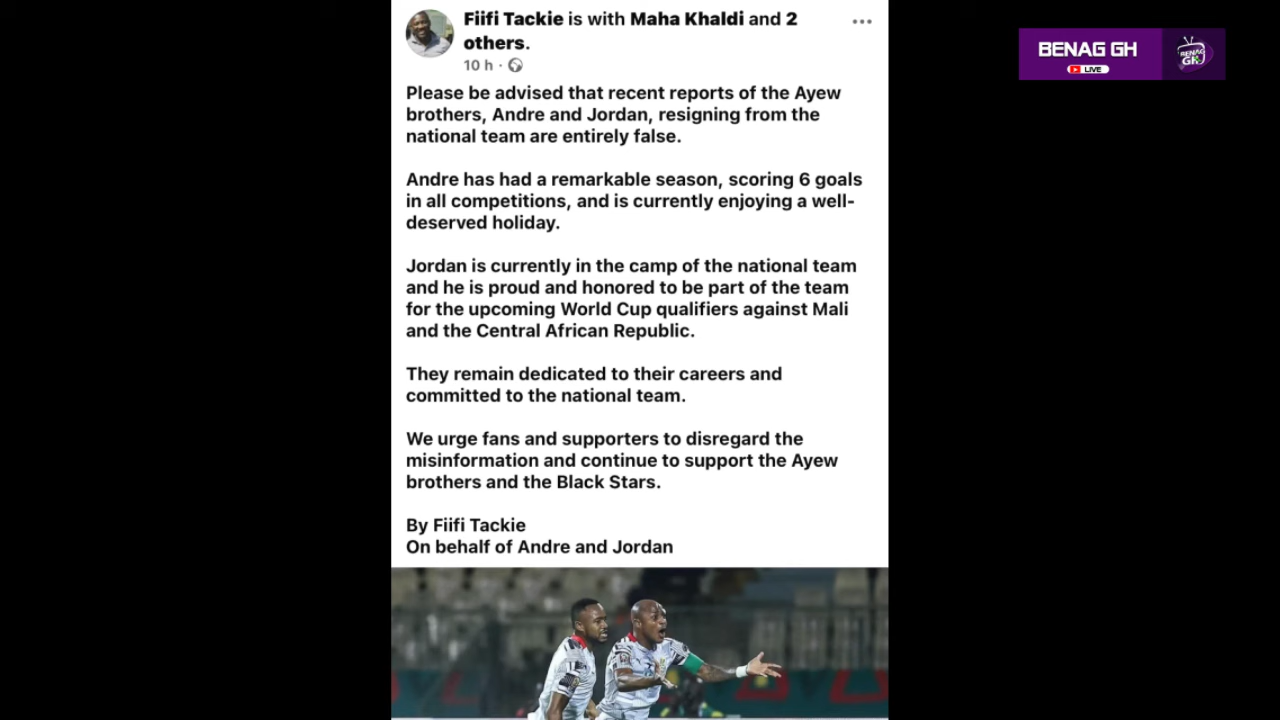 Fiifi Tackie is with Maha Khaldi and 2
others.
10 h ·
BENAG GH
LIVE
BENAG
GH
Please be advised that recent reports of the Ayew
brothers, Andre and Jordan, resigning from the
national team are entirely false.
Andre has had a remarkable season, scoring 6 goals
in all competitions, and is currently enjoying a well-
deserved holiday.
Jordan is currently in the camp of the national team
and he is proud and honored to be part of the team
for the upcoming World Cup qualifiers against Mali
and the Central African Republic.
They remain dedicated to their careers and
committed to the national team.
We urge fans and supporters to disregard the
misinformation and continue to support the Ayew
brothers and the Black Stars.
By Fiifi Tackie
On behalf of Andre and Jordan